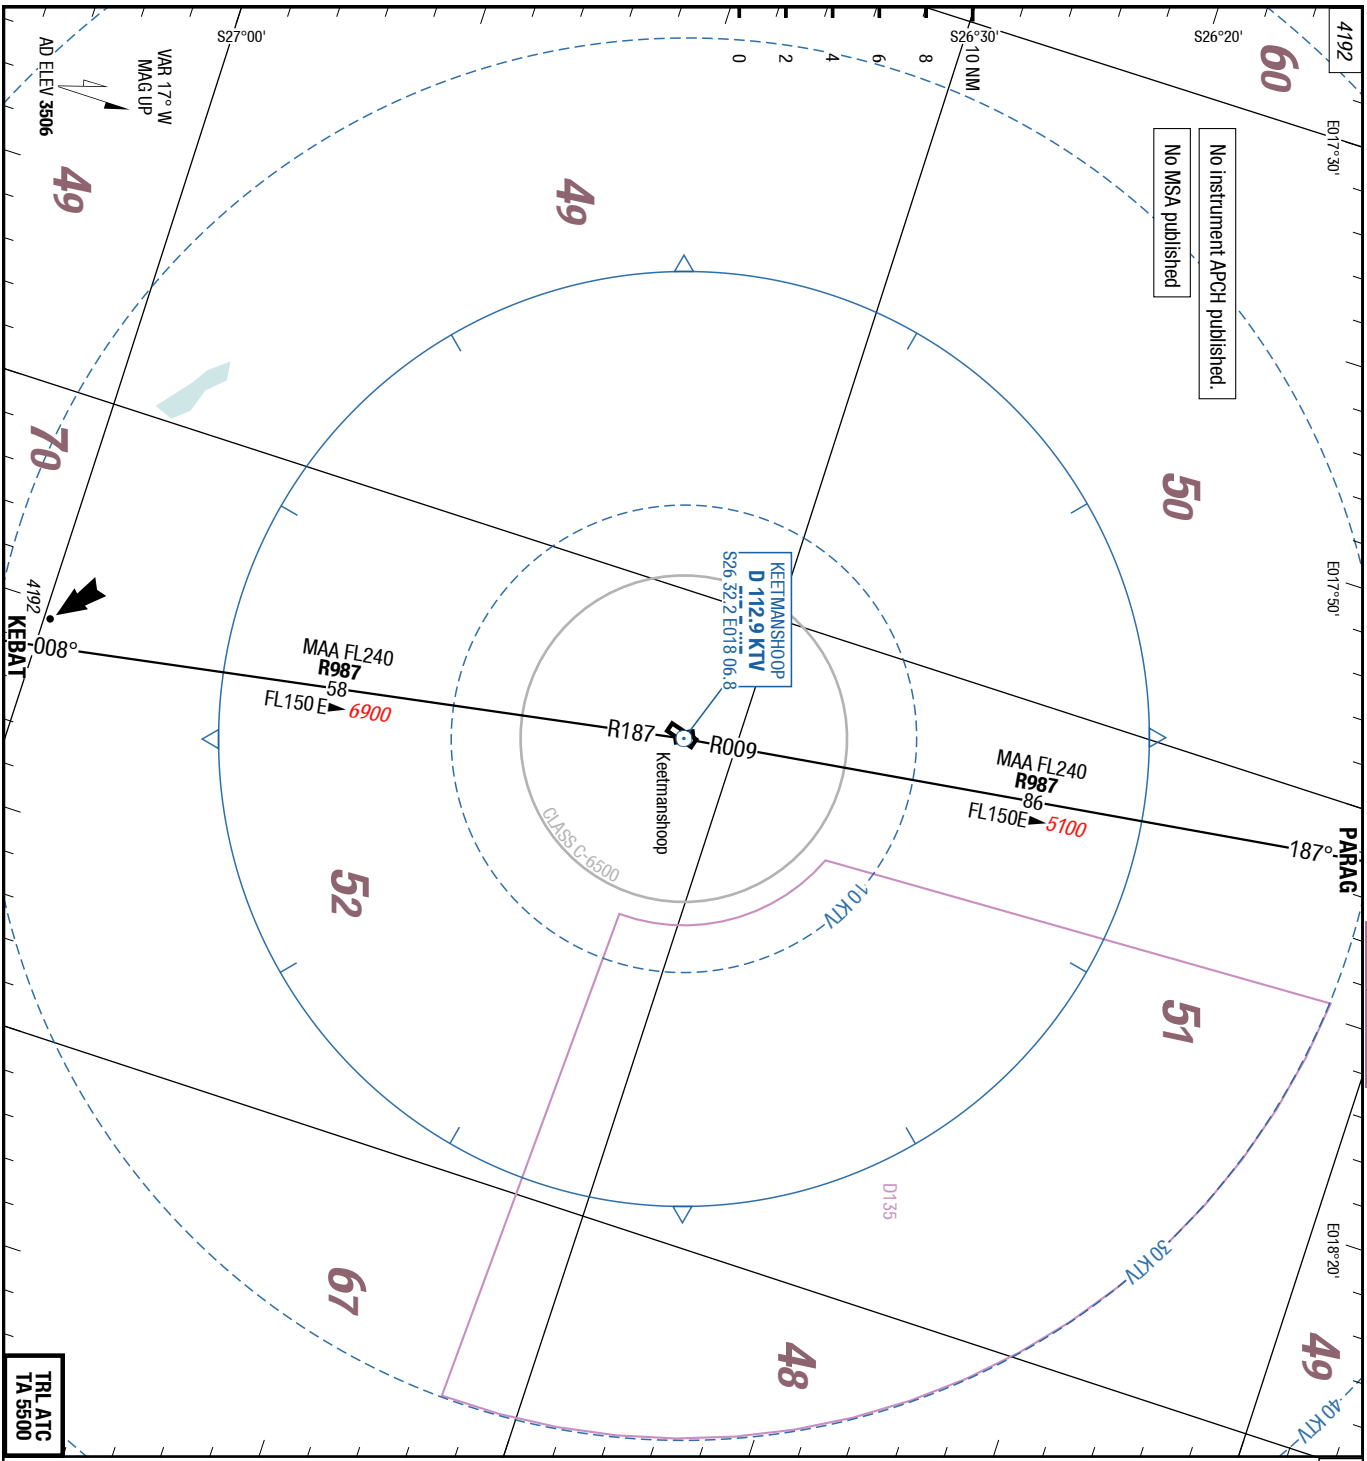 4192
S27°00'
S26°30'
S26°20'
0
2
4
6
8
10 NM
E017°30'
E017°50'
E018°20'
60
VAR 17° W
MAG UP
AD ELEV 3506
No instrument APCH published.
No MSA published
49
49
50
70
KEETMANSHOOP
D 112.9 KTV
S26 32.2 E018 06.8
4192
KEBAT
008°
MAA FL240
R987
58
FL150 E 6900
R187
R009
Keetmanshoop
MAA FL240
R987
86
FL150E 5100
187°
PARAG
CLASS C-6500
52
10 KTV
51
D135
30 KTV
67
48
49
40 KTV
TRL ATC
TA 5500